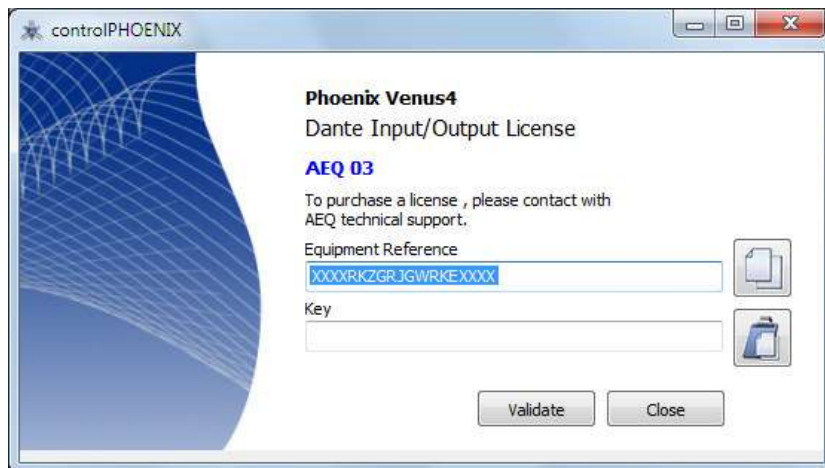 controlPHOENIX
Phoenix Venus4
Dante Input/Output License
AEQ 03
To purchase a license , please contact with
AEQ technical support.
Equipment Reference
XXXXRKZGRJGWRKEXXXX
Key
Validate
Close